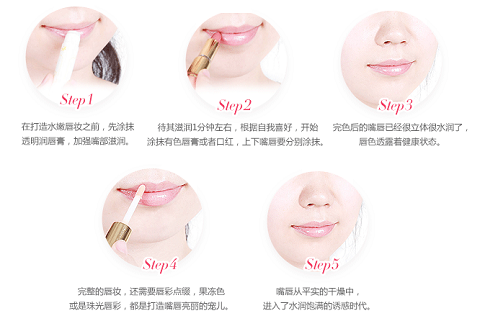 Step1
在打造水嫩唇妆之前，先涂抹
透明润唇膏，加强嘴部滋润。
Step2
待其滋润1分钟左右，根据自我喜好，开始
涂抹有色唇膏或者口红，上下嘴唇要分别涂抹。
Step3
完色后的嘴唇已经很立体很水润了，
唇色透露着健康状态。
Step4
完整的唇妆，还需要唇彩点缀，果冻色
或是珠光唇彩，都是打造嘴唇亮丽的宠儿。
Step5
嘴唇从平实的干燥中，
进入了水润饱满的诱惑时代。